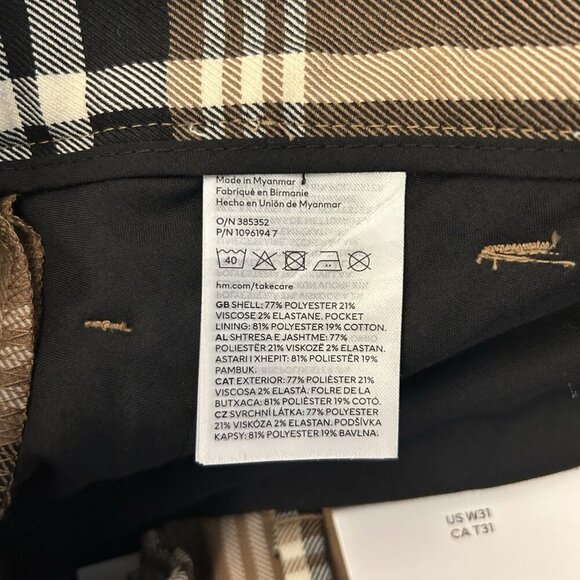 Made in Myanmar
Fabriqué en Birmanie
Hecho en Unión de Myanmar
O/N 385352
P/N 1096194 7
40
hm.com/takecare
GB SHELL: 77% POLYESTER 21%
VISCOSE 2% ELASTANE. POCKET
LINING: 81% POLYESTER 19% COTTON.
AL SHTRESA E JASHTME: 77%
POLIESTËR 21% VISKOZË 2% ELASTAN.
ASTARI I XHEPIT: 81% POLIESTËR 19%
PAMBUK.
CAT EXTERIOR: 77% POLIÈSTER 21%
VISCOSA 2% ELASTÀ. FOLRE DE LA
BUTXACA: 81% POLIÈSTER 19% COTÓ.
CZ SVRCHNÍ LÁTKA: 77% POLYESTER
21% VISKÓZA 2% ELASTAN. PODŠÍVKA
KAPSY: 81% POLYESTER 19% BAVLNA.
US W31
CA T31